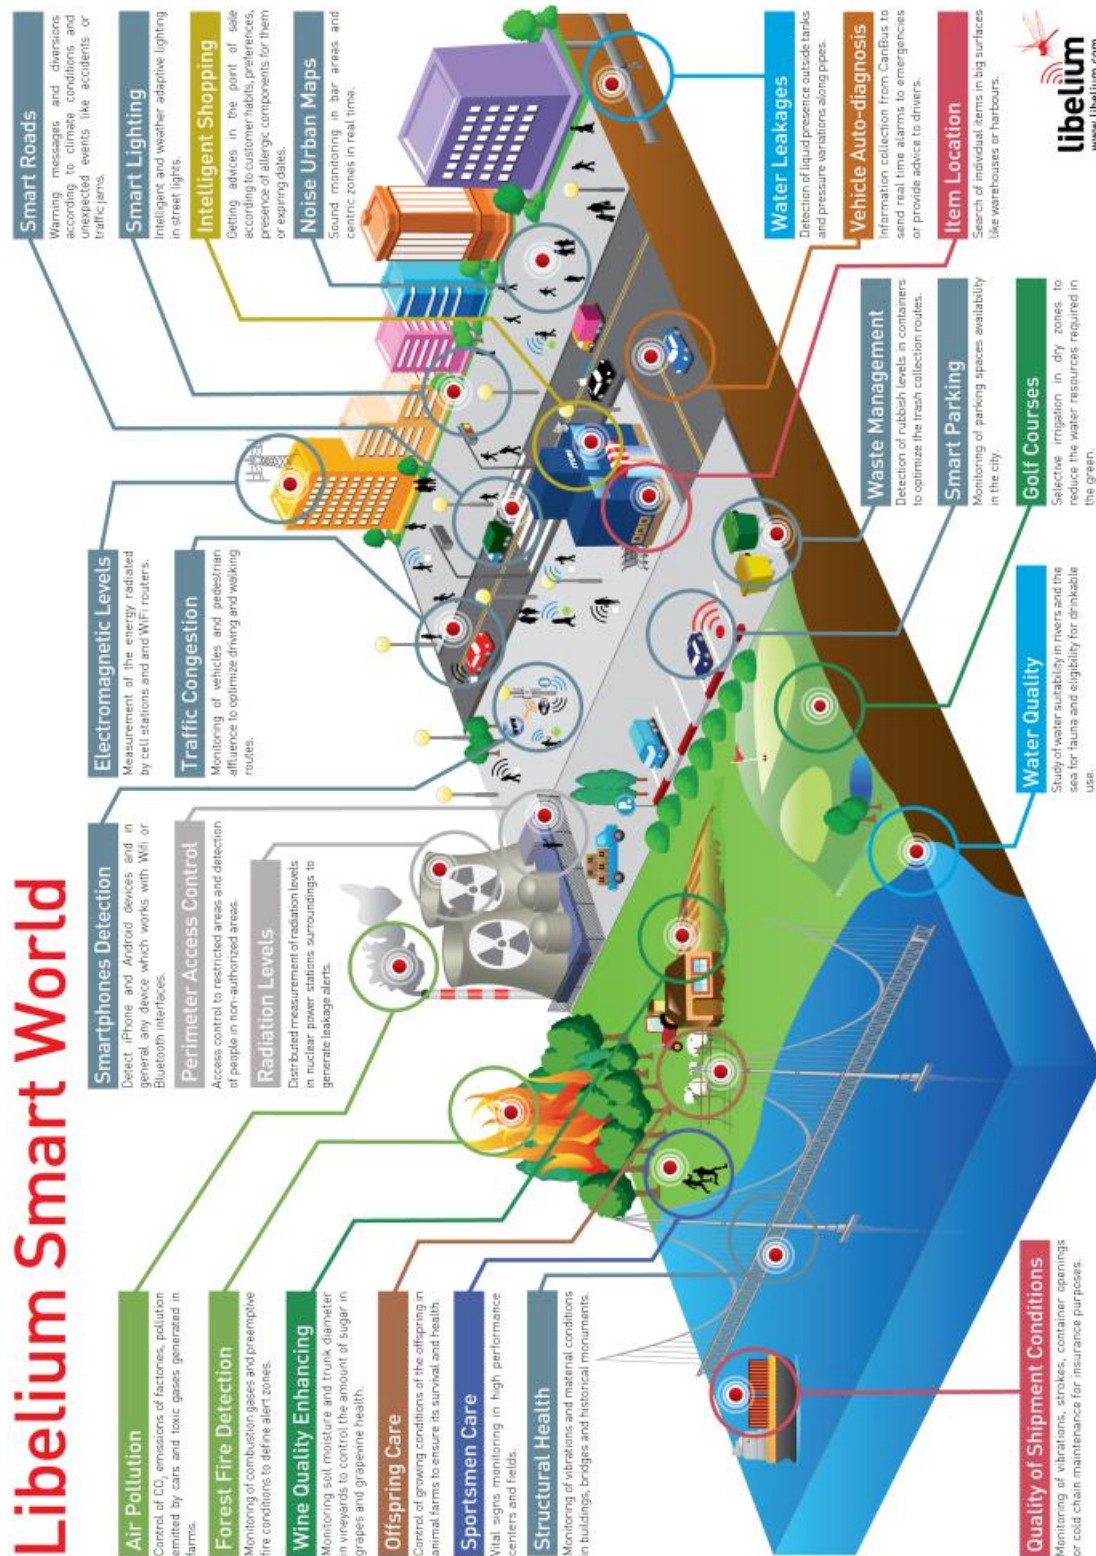 Libelium Smart World
Air Pollution
Control of CO₂ emissions of factories, pollution
emitted by cars and toxic gases generated in
farms.
Forest Fire Detection
Monitoring of combustion gases and preemptive
fire conditions to define alert zones.
Wine Quality Enhancing
Monitoring soil moisture and trunk diameter
in vineyards to control the amount of sugar in
grapes and grapevine health.
Offspring Care
Control of growing conditions of the offspring in
animal farms to ensure its survival and health.
Sportsmen Care
Vital signs monitoring in high performance
centers and fields.
Structural Health
Monitoring of vibrations and material conditions
in buildings, bridges and historical monuments.
Quality of Shipment Conditions
Monitoring of vibrations, strokes, container openings
or cold chain maintenance for insurance purposes.
Smartphones Detection
Detect iPhone and Android devices and in
general any device which works with Wifi or
Bluetooth interfaces.
Perimeter Access Control
Access control to restricted areas and detection
of people in non-authorized areas.
Radiation Levels
Distributed measurement of radiation levels
in nuclear power stations surroundings to
generate leakage alerts.
Electromagnetic Levels
Measurement of the energy radiated
by cell stations and and WiFi routers.
Traffic Congestion
Monitoring of vehicles and pedestrian
affluence to optimize driving and walking
routes.
Smart Roads
Warning messages and diversions
according to climate conditions and
unexpected events like accidents or
traffic jams.
Smart Lighting
Intelligent and weather adaptive lighting
in street lights.
Intelligent Shopping
Getting advices in the point of sale
according to customer habits, preferences,
presence of allergic components for them
or expiring dates.
Noise Urban Maps
Sound monitoring in bar areas and
centric zones in real time.
Water Leakages
Detection of liquid presence outside tanks
and pressure variations along pipes.
Vehicle Auto-diagnosis
Information collection from CanBus to
send real time alarms to emergencies
or provide advice to drivers.
Item Location
Search of individual items in big surfaces
like warehouses or harbours.
Waste Management
Detection of rubbish levels in containers
to optimize the trash collection routes.
Smart Parking
Monitoring of parking spaces availability
in the city.
Golf Courses
Selective irrigation in dry zones to
reduce the water resources required in
the green.
Water Quality
Study of water suitability in rivers and the
sea for fauna and eligibility for drinkable
use.
STORE
P
libelium
www.libelium.com